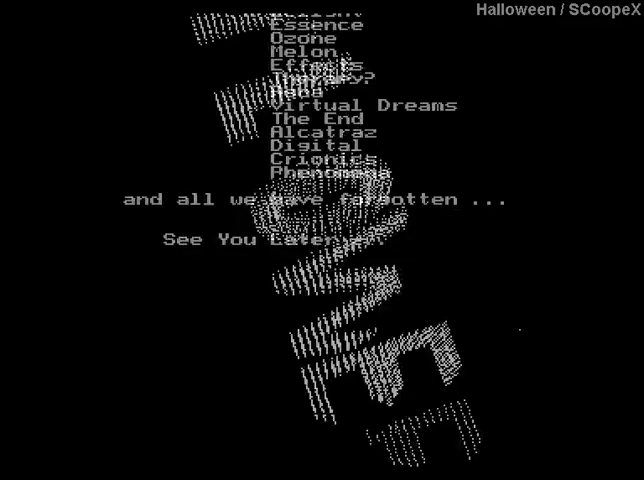 Halloween / SCoopeX
Essence
Ozone
Melon
Effects
Therapy?
Virtual Dreams
The End
Alcatraz
Digital
Crionics
Phenomena
and all we have forgotten ...
See You Later